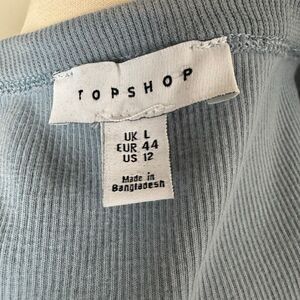 TOPSHOP
UK L
EUR 44
US 12
Made in
Bangladesh